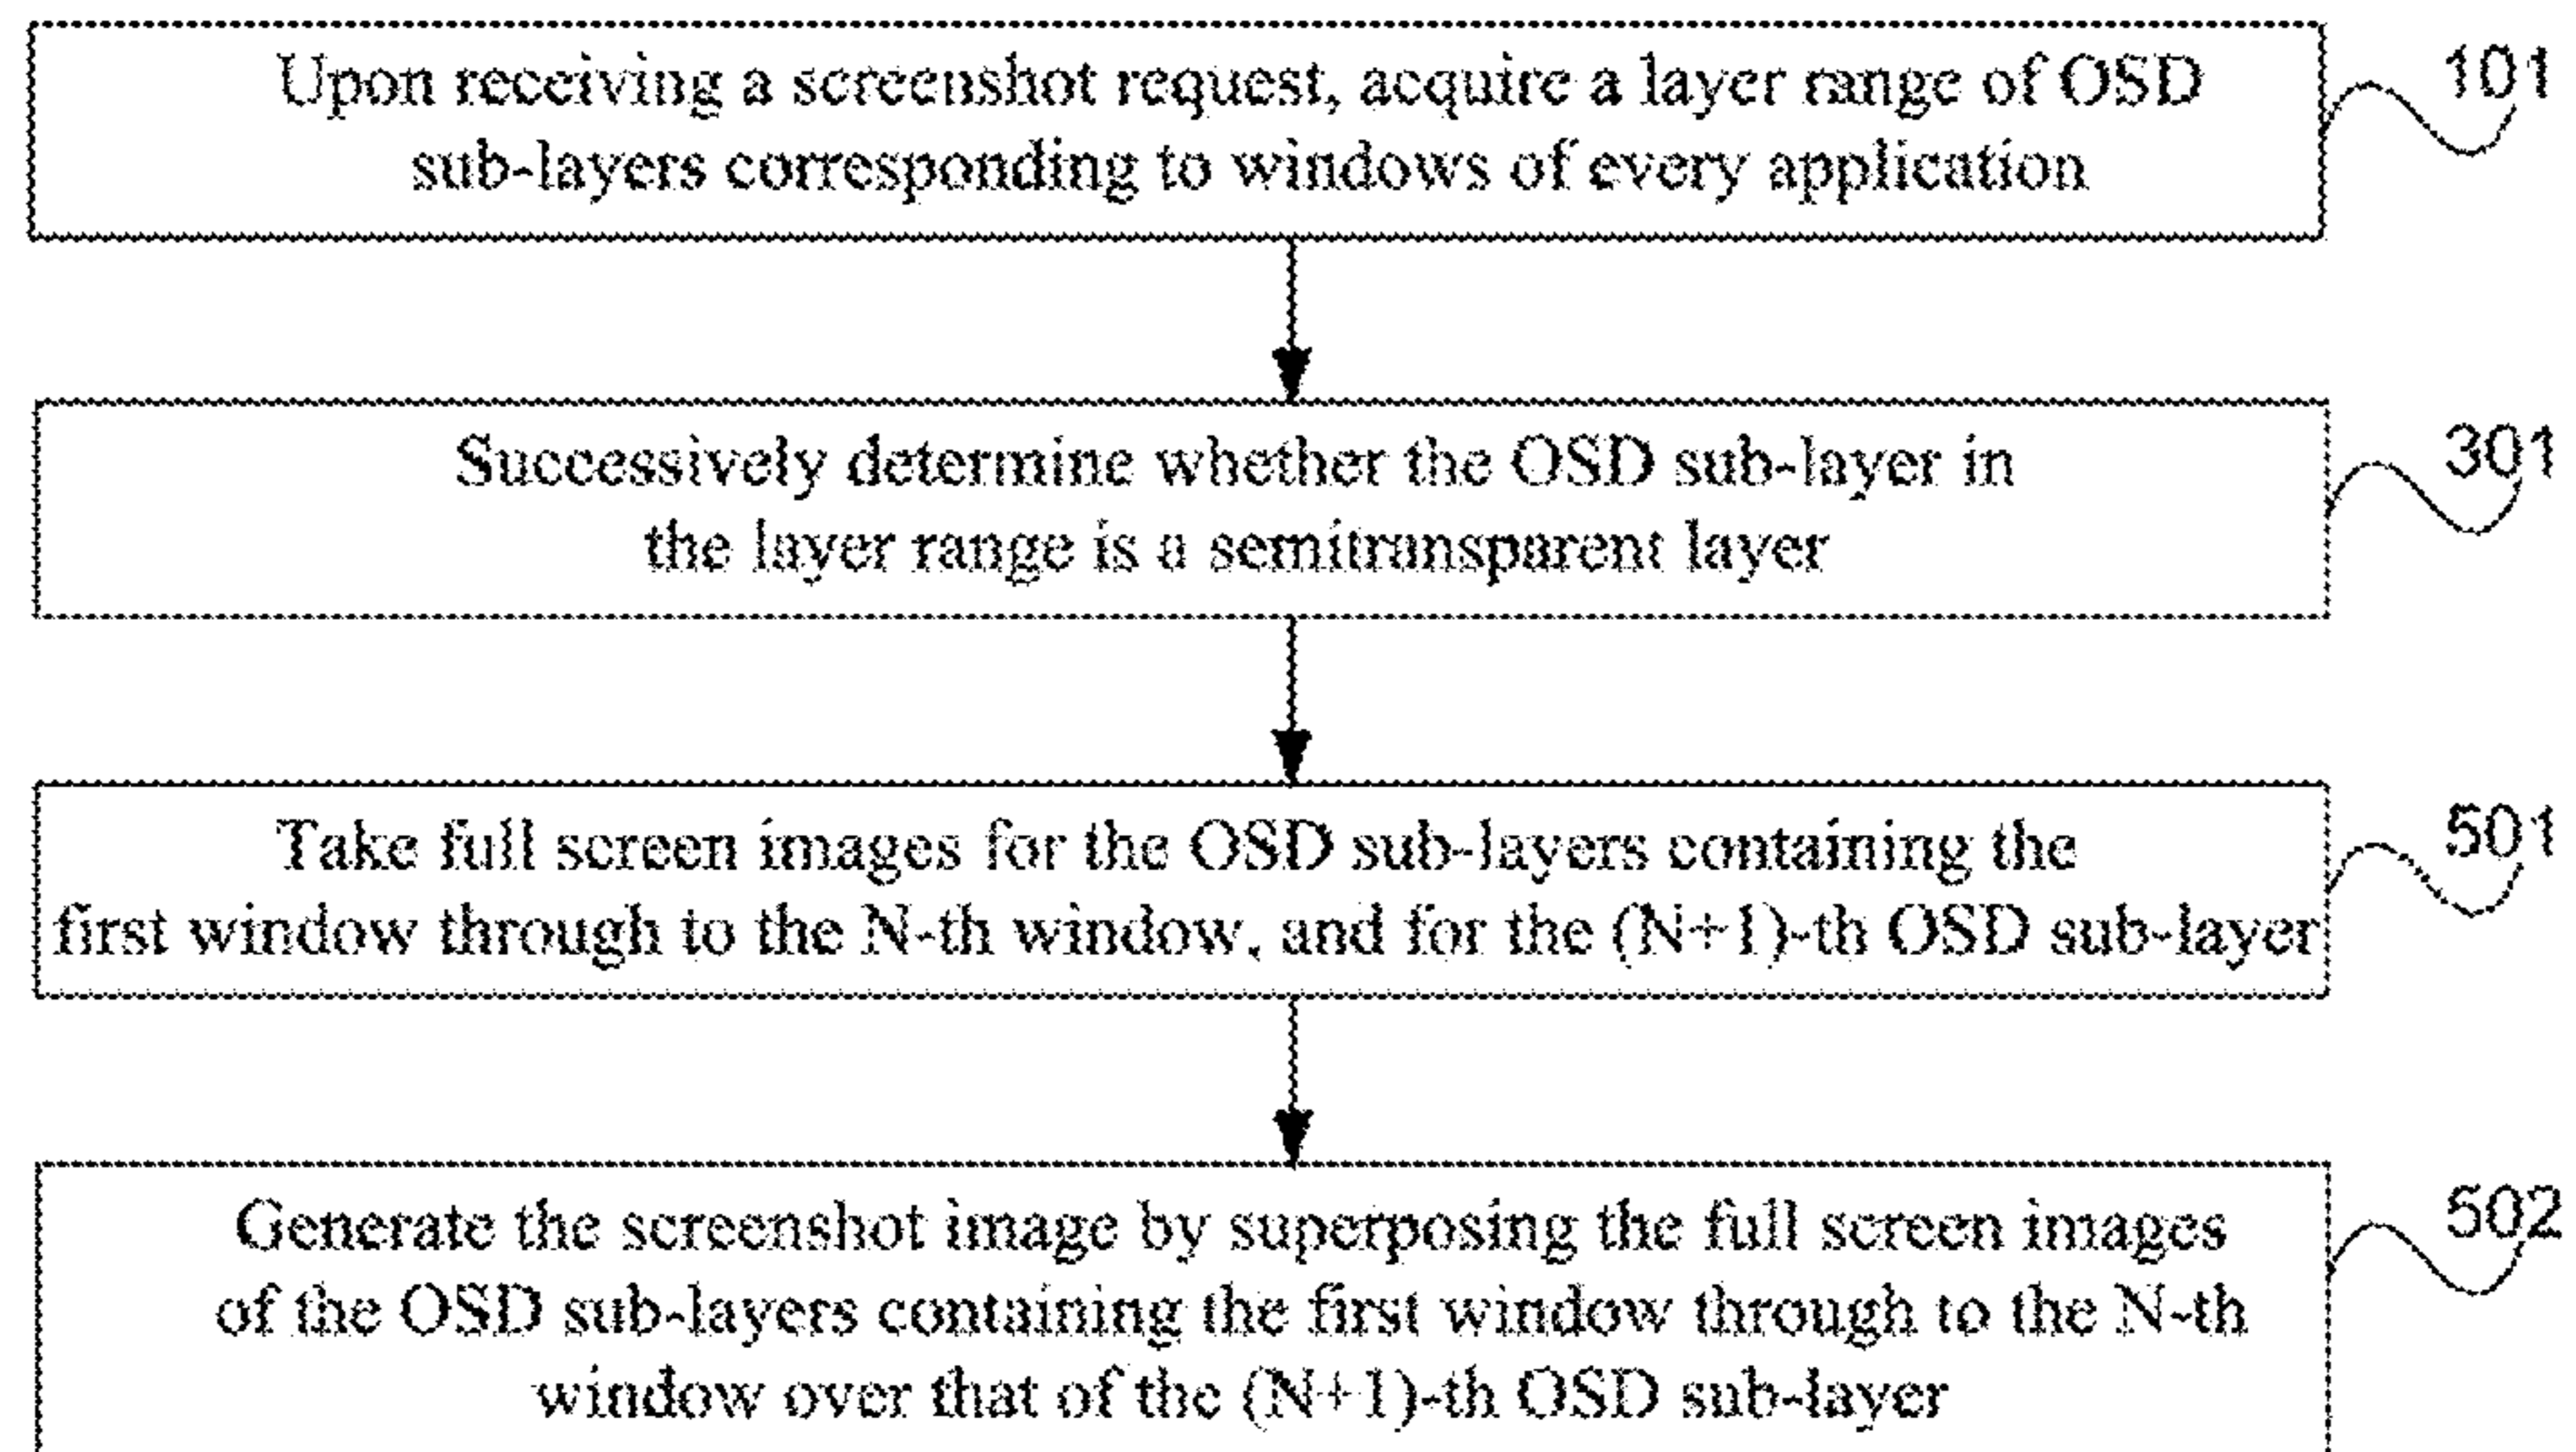 Upon receiving a screenshot request, acquire a layer range of OSD
sub-layers corresponding to windows of every application
101
Successively determine whether the OSD sub-layer in
the layer range is a semitransparent layer
301
Take full screen images for the OSD sub-layers containing the
first window through to the N-th window, and for the (N+1)-th OSD sub-layer
501
Generate the screenshot image by superposing the full screen images
of the OSD sub-layers containing the first window through to the N-th
window over that of the (N+1)-th OSD sub-layer
502